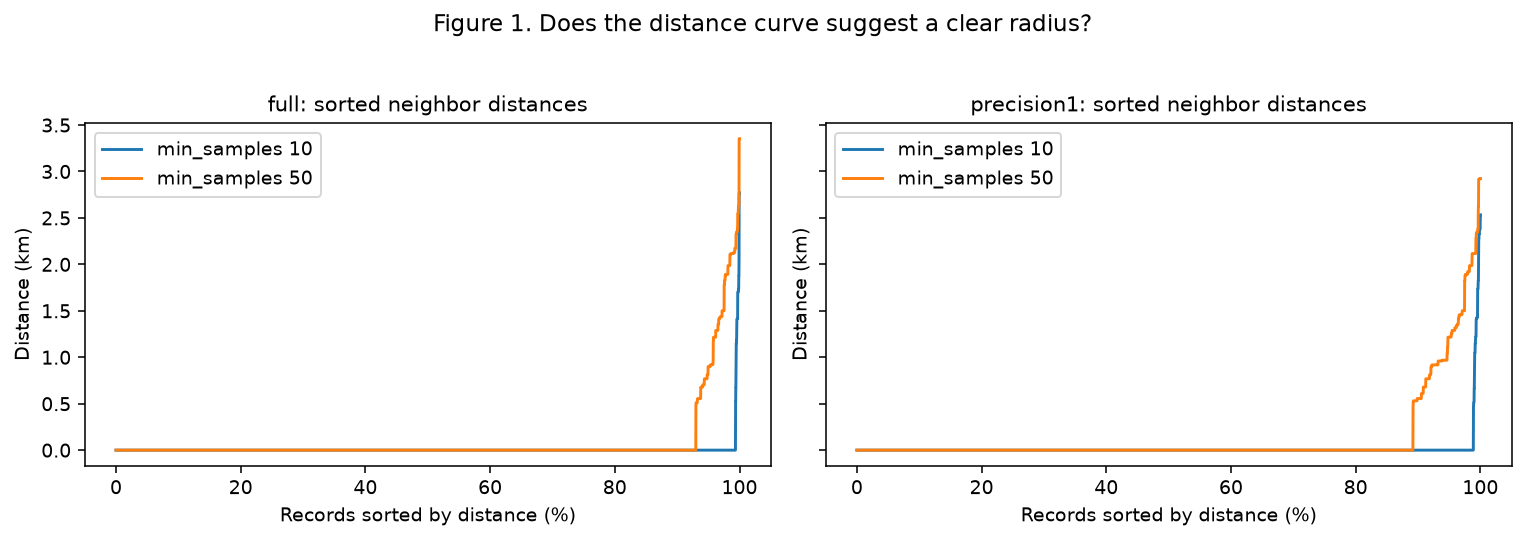 Figure 1. Does the distance curve suggest a clear radius?
full: sorted neighbor distances
3.5
3.0
2.5
2.0
1.5
1.0
0.5
0.0
Distance (km)
min_samples 10
min_samples 50
0 20 40 60 80 100
Records sorted by distance (%)
precision1: sorted neighbor distances
Distance (km)
min_samples 10
min_samples 50
0 20 40 60 80 100
Records sorted by distance (%)